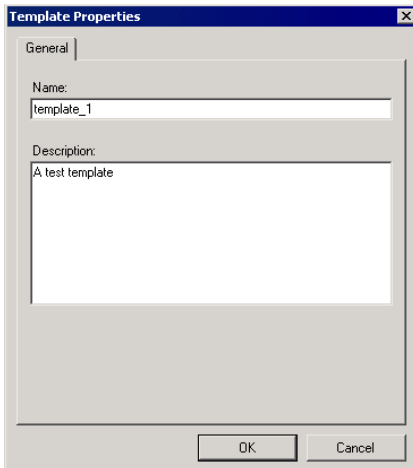 Template Properties
General
Name:
template_1
Description:
A test template
OK
Cancel